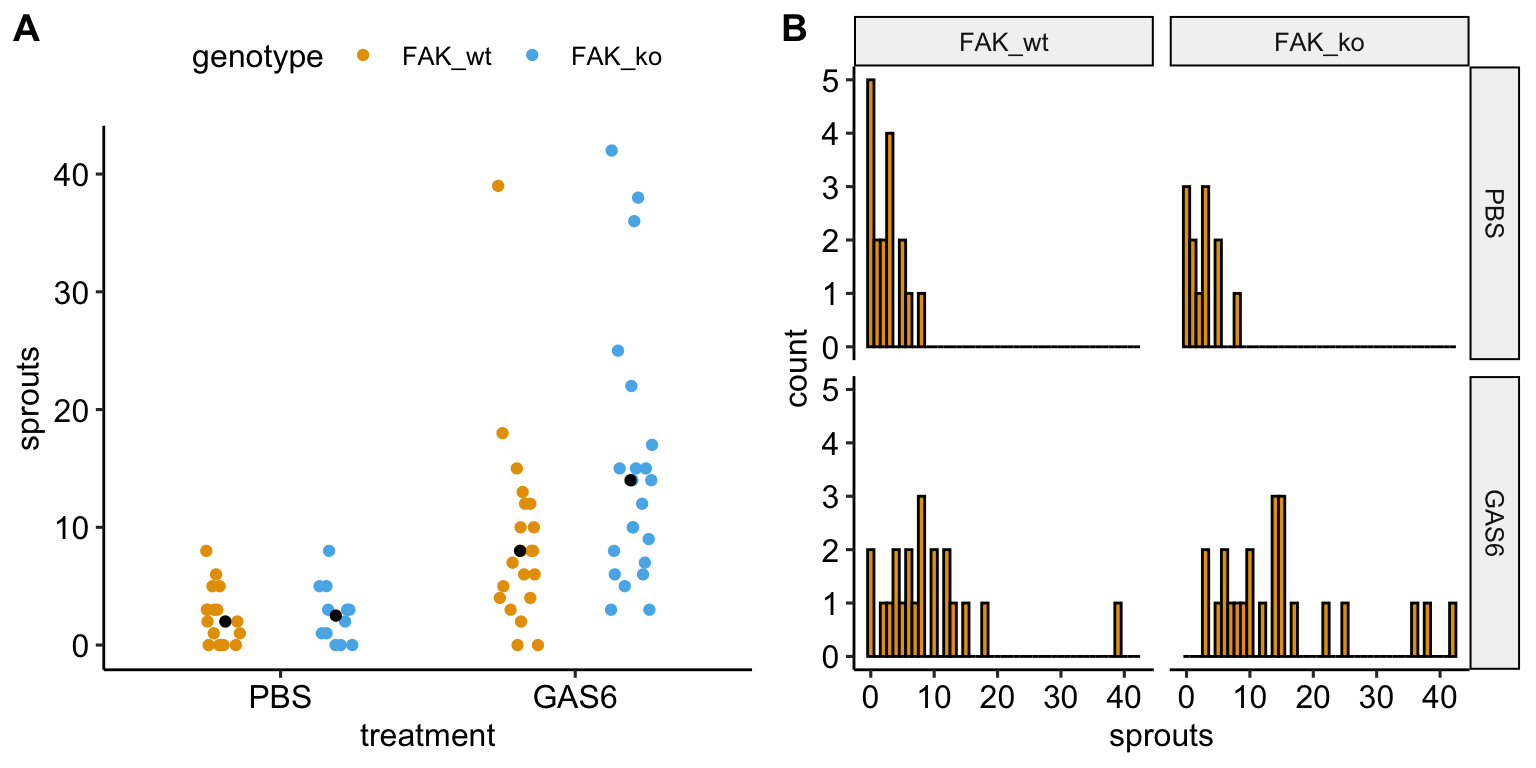 A
genotype FAK_wt FAK_ko
40
30
20
10
0
sprouts
PBS GAS6
treatment
B
FAK_wt FAK_ko
5
4
3
2
1
0
PBS
count
5
4
3
2
1
0
GAS6
0 10 20 30 40 0 10 20 30 40
sprouts